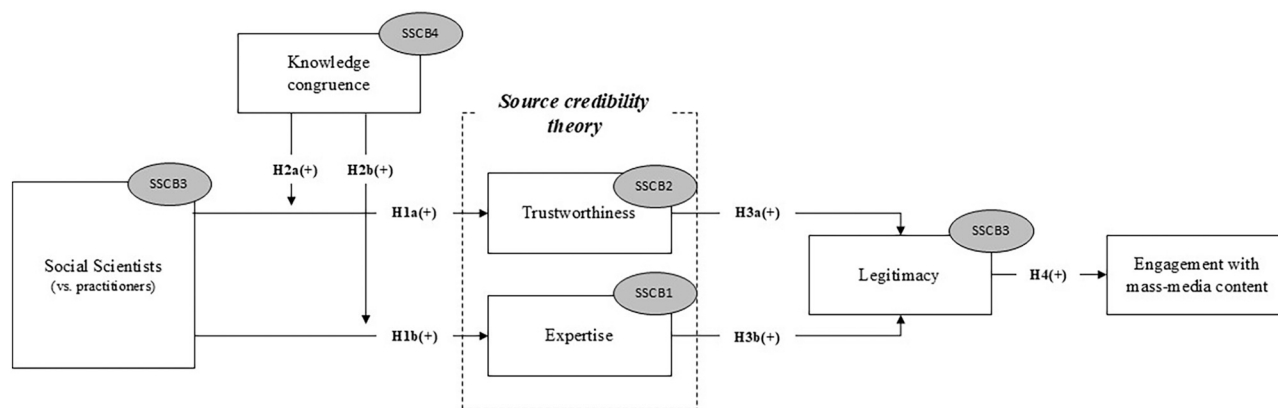 SSCB4
Knowledge
congruence
Source credibility
theory
H2a(+)
H2b(+)
SSCB3
SSCB2
H1a(+)
Trustworthiness
H3a(+)
SSCB3
Social Scientists
(vs. practitioners)
Legitimacy
H4(+)
Engagement with
mass-media content
SSCB1
H1b(+)
Expertise
H3b(+)